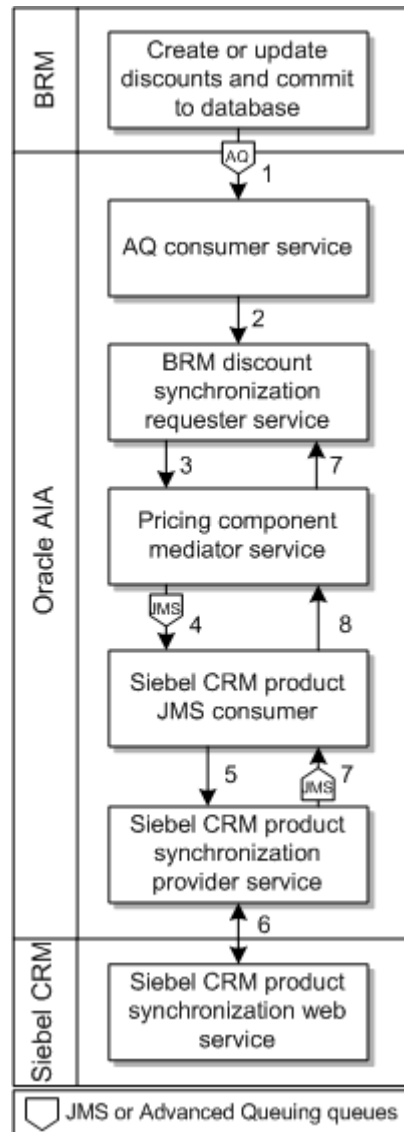 BRM
Create or update
discounts and commit
to database
AQ
1
Oracle AIA
AQ consumer service
2
BRM discount
synchronization
requester service
3
7
Pricing component
mediator service
JMS
4
8
Siebel CRM product
JMS consumer
5
7
JMS
Siebel CRM product
synchronization
provider service
6
Siebel CRM
Siebel CRM product
synchronization web
service
JMS or Advanced Queuing queues